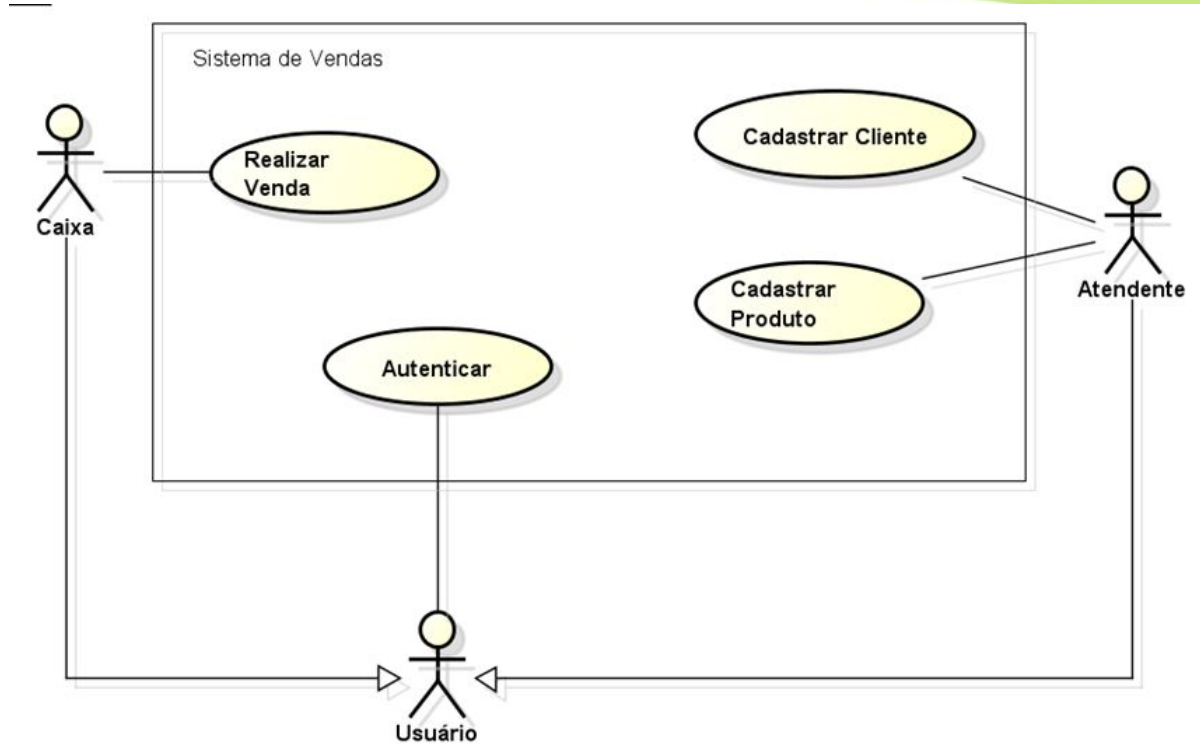 Sistema de Vendas
Realizar
Venda
Cadastrar Cliente
Caixa
Cadastrar
Produto
Atendente
Autenticar
Usuário